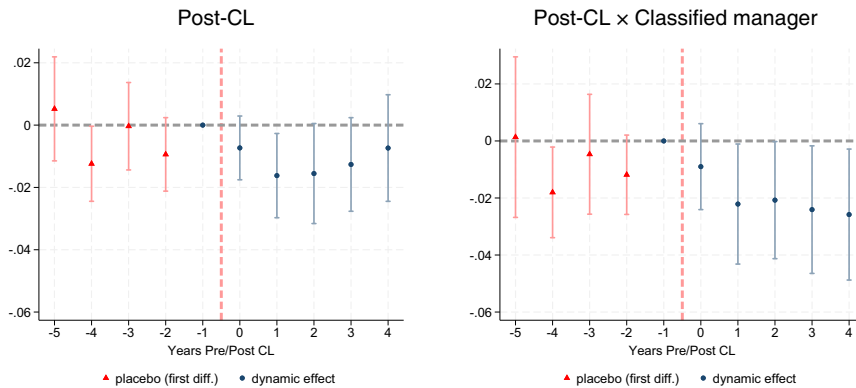 Post-CL
.02
0
-.02
-.04
-.06
-5 -4 -3 -2 -1 0 1 2 3 4
Years Pre/Post CL
placebo (first diff.) dynamic effect
Post-CL × Classified manager
.02
0
-.02
-.04
-.06
-5 -4 -3 -2 -1 0 1 2 3 4
Years Pre/Post CL
placebo (first diff.) dynamic effect